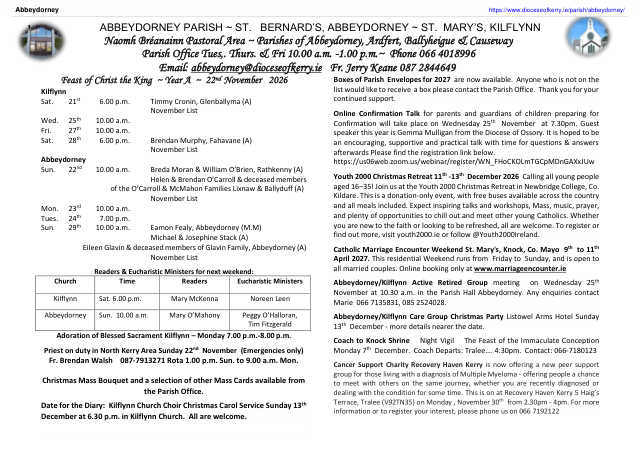 Abbeydorney
https://www.dioceseofkerry.ie/parish/abbeydorney/
ABBEYDORNEY PARISH ~ ST. BERNARD'S, ABBEYDORNEY ~ ST. MARY'S, KILFLYNN
Naomh Bréanainn Pastoral Area ~ Parishes of Abbeydorney, Ardfert, Ballyheigue & Causeway
Parish Office Tues., Thurs. & Fri 10.00 a.m. -1.00 p.m.~ Phone 066 4018996
Email: abbeydorney@dioceseofkerry.ie Fr. Jerry Keane 087 2844649
Feast of Christ the King ~ Year A ~ 22nd November 2026
Kilflynn
Sat. 21st 6.00 p.m. Timmy Cronin, Glenballyma (A)
November List
Wed. 25th 10.00 a.m.
Fri. 27th 10.00 a.m.
Sat. 28th 6.00 p.m. Brendan Murphy, Fahavane (A)
November List
Abbeydorney
Sun. 22nd 10.00 a.m. Breda Moran & William O'Brien, Rathkenny (A)
Helen & Brendan O'Carroll & deceased members
of the O'Carroll & McMahon Families Lixnaw & Ballyduff (A)
November List
Mon. 23rd 10.00 a.m.
Tues. 24th 7.00 p.m.
Sun. 29th 10.00 a.m. Eamon Fealy, Abbeydorney (M.M)
Michael & Josephine Stack (A)
Eileen Glavin & deceased members of Glavin Family, Abbeydorney (A)
November List
Readers & Eucharistic Ministers for next weekend:
Church Time Readers Eucharistic Ministers
Kilflynn Sat. 6.00 p.m. Mary McKenna Noreen Leen
Abbeydorney Sun. 10.00 a.m. Mary O'Mahony Peggy O'Halloran,
Tim Fitzgerald
Adoration of Blessed Sacrament Kilflynn – Monday 7.00 p.m.-8.00 p.m.
Priest on duty in North Kerry Area Sunday 22nd November (Emergencies only)
Fr. Brendan Walsh 087-7913271 Rota 1.00 p.m. Sun. to 9.00 a.m. Mon.
Christmas Mass Bouquet and a selection of other Mass Cards available from
the Parish Office.
Date for the Diary: Kilflynn Church Choir Christmas Carol Service Sunday 13th
December at 6.30 p.m. in Kilflynn Church. All are welcome.
Boxes of Parish Envelopes for 2027 are now available. Anyone who is not on the
list would like to receive a box please contact the Parish Office. Thank you for your
continued support.
Online Confirmation Talk for parents and guardians of children preparing for
Confirmation will take place on Wednesday 25th November at 7.30pm. Guest
speaker this year is Gemma Mulligan from the Diocese of Ossory. It is hoped to be
an encouraging, supportive and practical talk with time for questions & answers
afterwards Please find the registration link below.
https://us06web.zoom.us/webinar/register/WN_FHoCKOLmTGCpMDnGAXxJUw
Youth 2000 Christmas Retreat 11th -13th December 2026 Calling all young people
aged 16–35! Join us at the Youth 2000 Christmas Retreat in Newbridge College, Co.
Kildare. This is a donation-only event, with free buses available across the country
and all meals included. Expect inspiring talks and workshops, Mass, music, prayer,
and plenty of opportunities to chill out and meet other young Catholics. Whether
you are new to the faith or looking to be refreshed, all are welcome. To register or
find out more, visit youth2000.ie or follow @Youth2000Ireland.
Catholic Marriage Encounter Weekend St. Mary's, Knock, Co. Mayo 9th to 11th
April 2027. This residential Weekend runs from Friday to Sunday, and is open to
all married couples. Online booking only at www.marriageencounter.ie
Abbeydorney/Kilflynn Active Retired Group meeting on Wednesday 25th
November at 10.30 a.m. in the Parish Hall Abbeydorney. Any enquiries contact
Marie 066 7135831, 085 2524028.
Abbeydorney/Kilflynn Care Group Christmas Party Listowel Arms Hotel Sunday
13th December - more details nearer the date.
Coach to Knock Shrine Night Vigil The Feast of the Immaculate Conception
Monday 7th December. Coach Departs: Tralee.... 4:30pm. Contact: 066-7180123
Cancer Support Charity Recovery Haven Kerry is now offering a new peer support
group for those living with a diagnosis of Multiple Myeloma - offering people a chance
to meet with others on the same journey, whether you are recently diagnosed or
dealing with the condition for some time. This is on at Recovery Haven Kerry 5 Haig's
Terrace, Tralee (V92TN35) on Monday , November 30th from 2.30pm - 4pm. For more
information or to register your interest, please phone us on 066 7192122